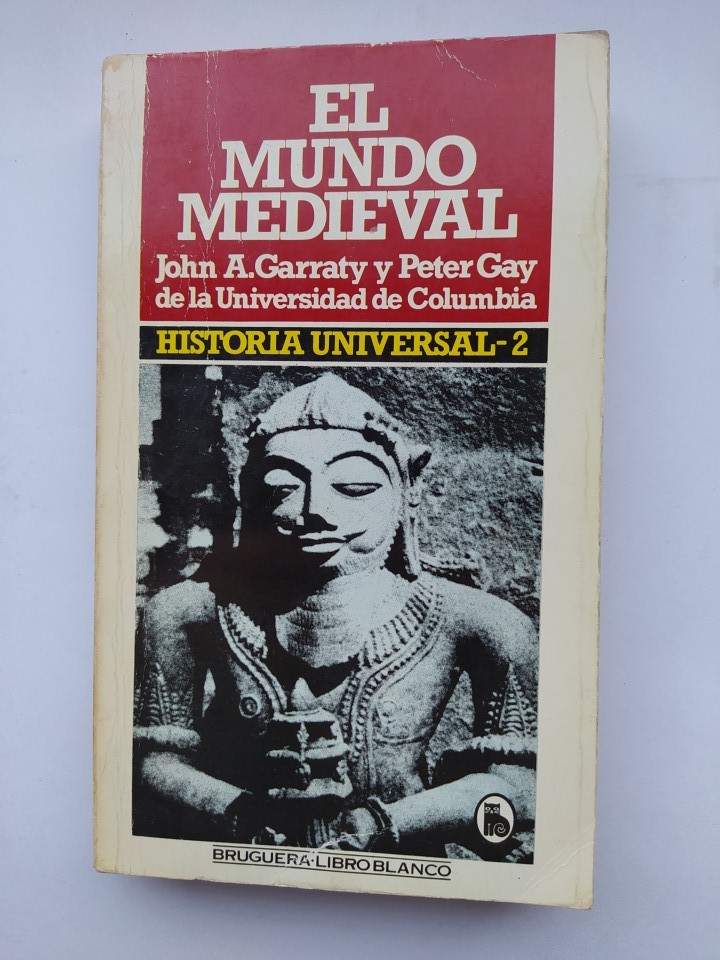 EL
MUNDO
MEDIEVAL
John A. Garraty y Peter Gay
de la Universidad de Columbia
HISTORIA UNIVERSAL-2
BRUGUERA·LIBRO BLANCO